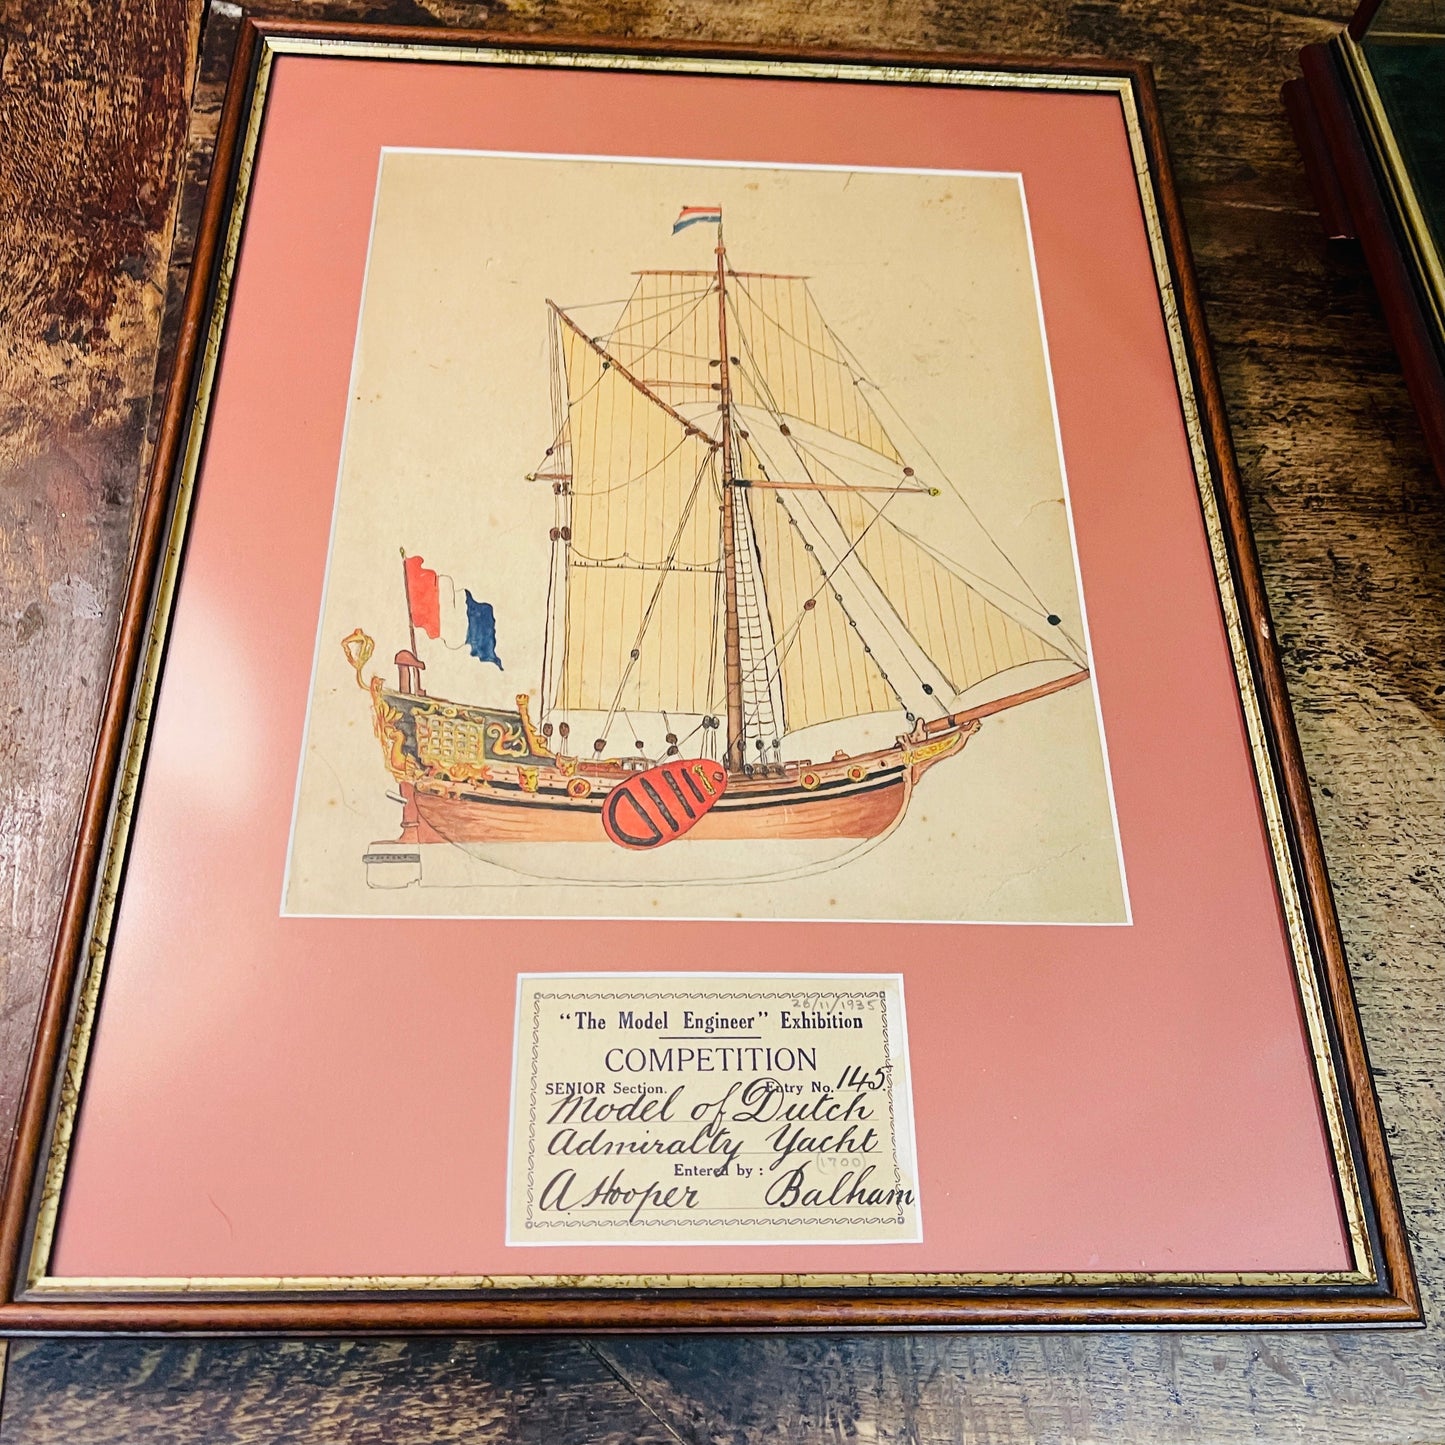 26/11/1935
"The Model Engineer" Exhibition
COMPETITION
SENIOR Section. Entry No. 145.
Model of Dutch
Admiralty Yacht
(1700)
Entered by :
A. Hooper Balham